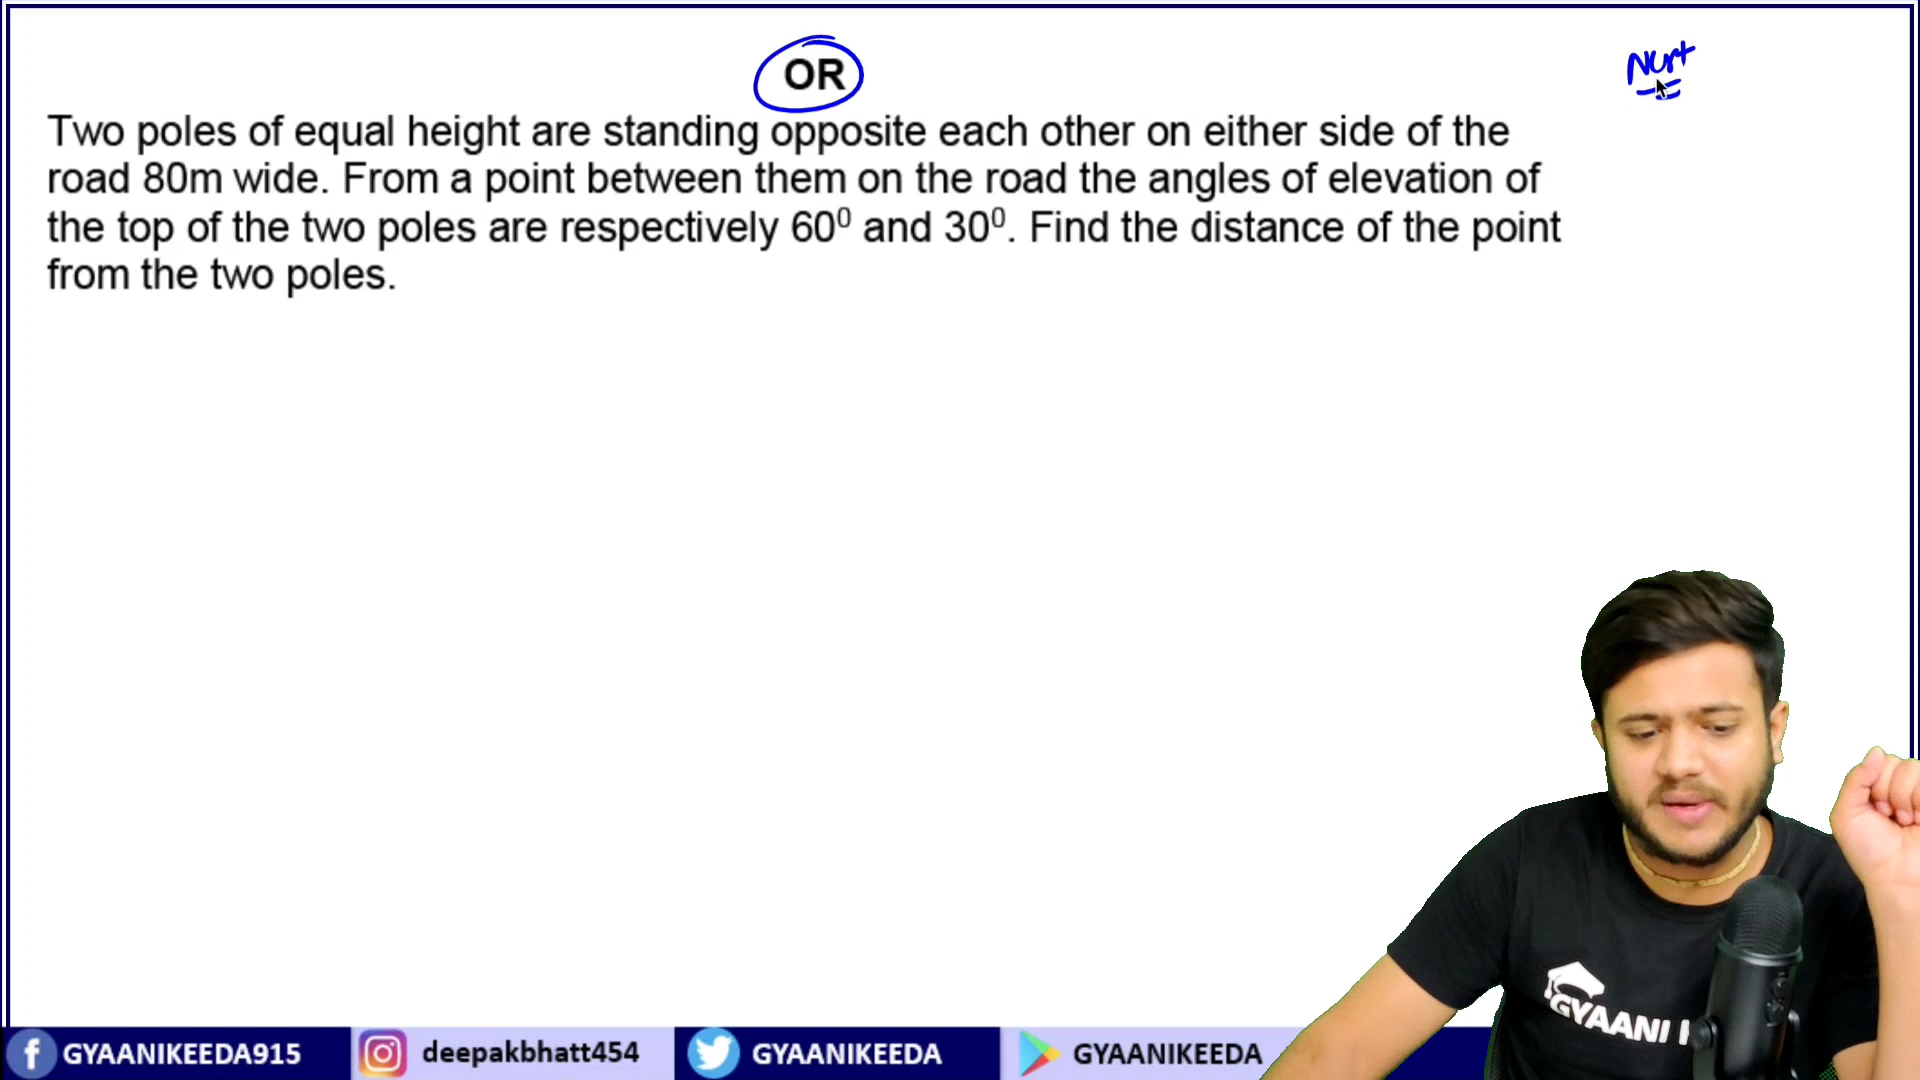 OR
Two poles of equal height are standing opposite each other on either side of the
road 80m wide. From a point between them on the road the angles of elevation of
the top of the two poles are respectively 60⁰ and 30⁰. Find the distance of the point
from the two poles.
GYAANI
GYAANIKEEDA915
deepakbhatt454
GYAANIKEEDA
GYAANIKEEDA